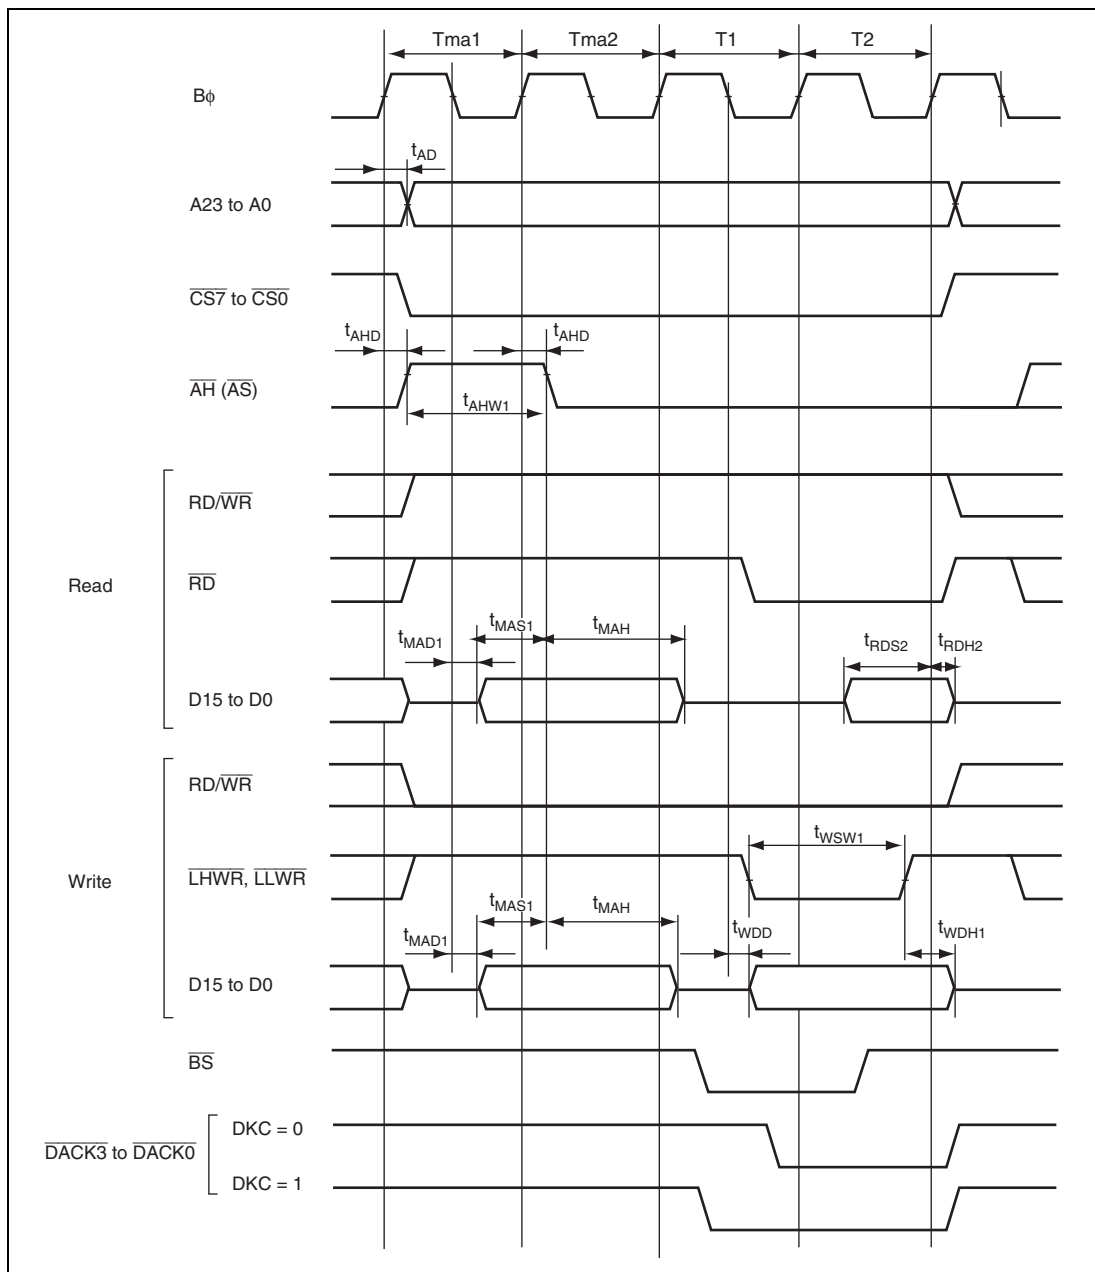 Tma1 Tma2 T1 T2
Bϕ
tAD
A23 to A0
CS7 to CS0
tAHD tAHD
AH (AS)
tAHW1
Read
RD/WR
RD
tMAD1 tMAS1 tMAH tRDS2 tRDH2
D15 to D0
Write
RD/WR
tWSW1
LHWR, LLWR
tMAD1 tMAS1 tMAH tWDD tWDH1
D15 to D0
BS
DACK3 to DACK0
DKC = 0
DKC = 1